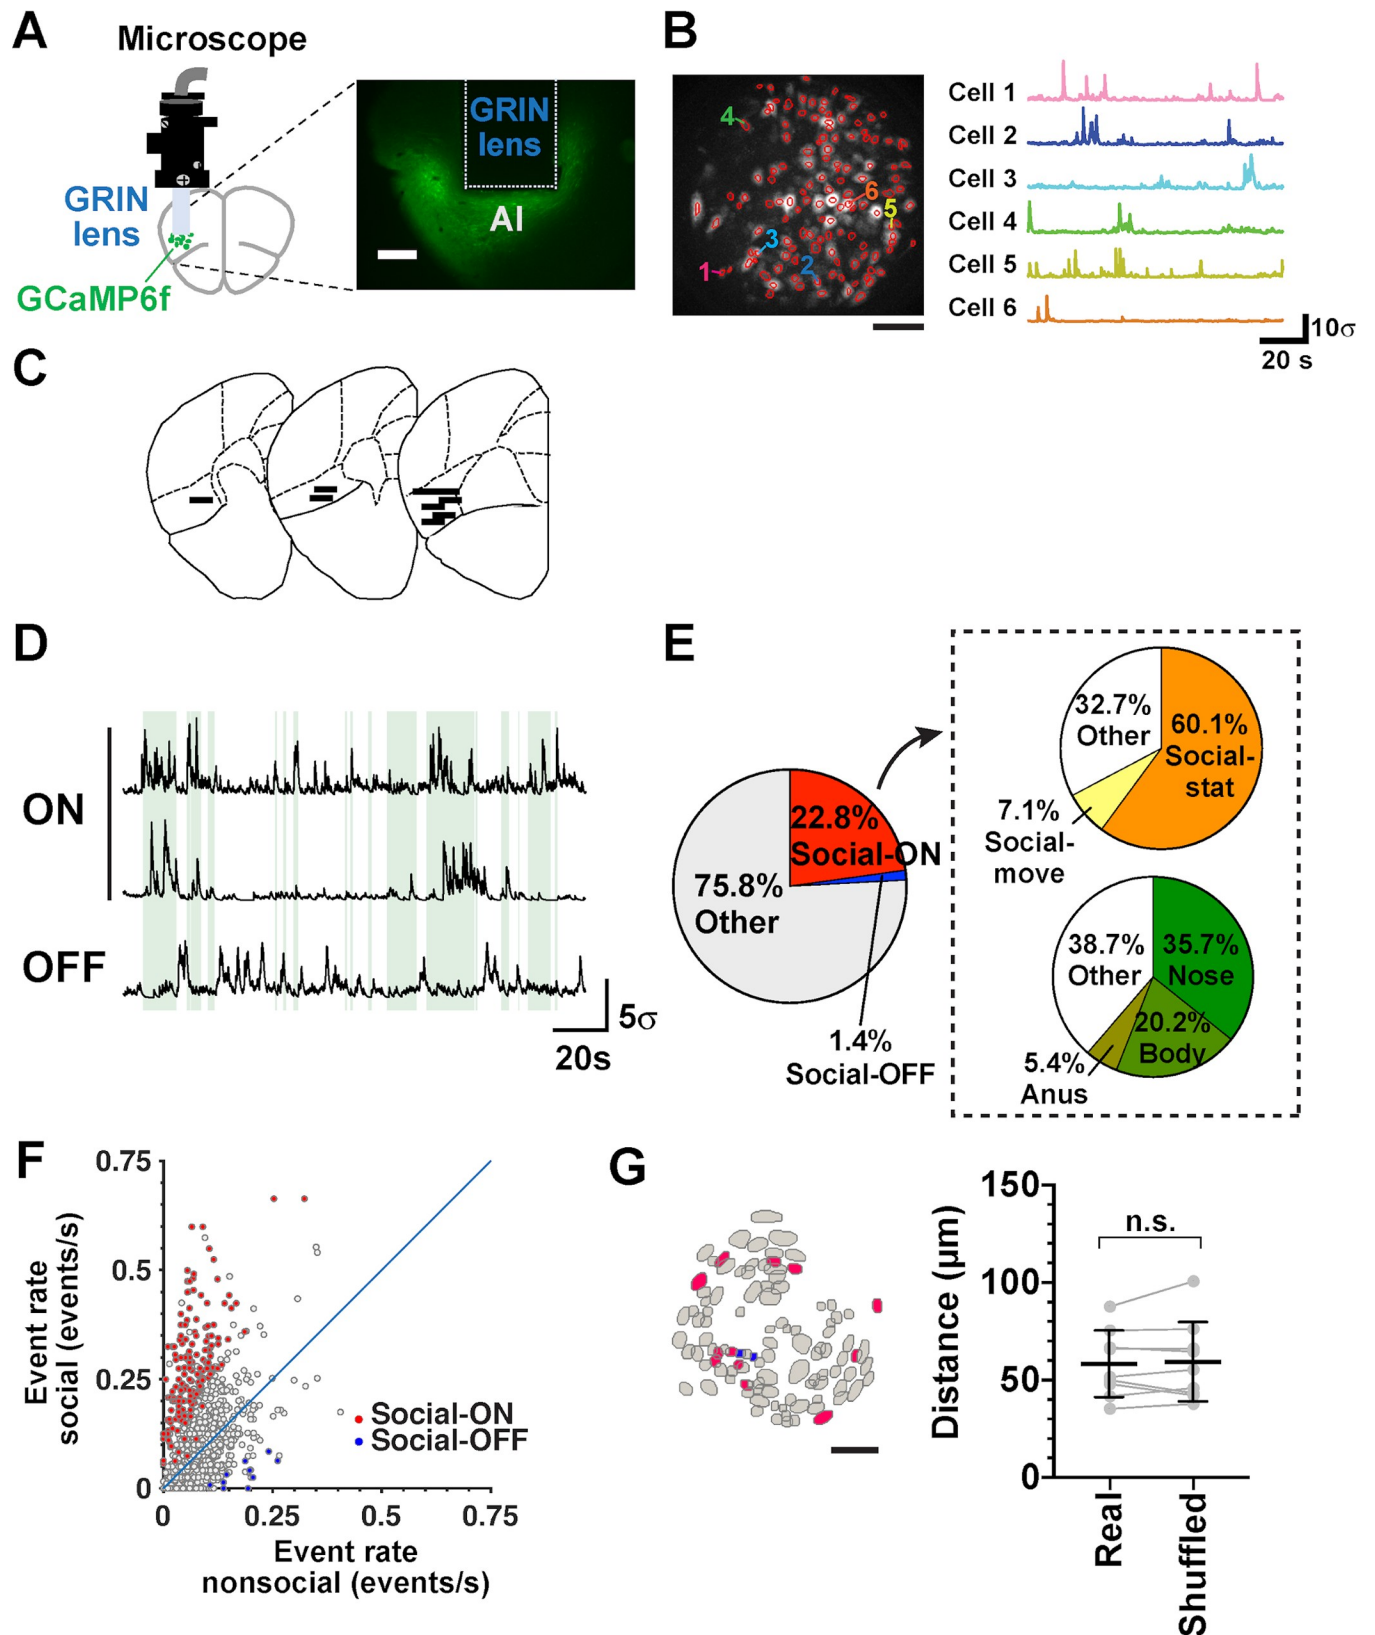 A
Microscope
GRIN
lens
GCaMP6f
GRIN
lens
AI
B
4
6
5
3
2
1
Cell 1
Cell 2
Cell 3
Cell 4
Cell 5
Cell 6
10σ
20 s
C
D
ON
OFF
5σ
20s
E
22.8%
Social-ON
75.8%
Other
1.4%
Social-OFF
32.7%
Other
60.1%
Social-
stat
7.1%
Social-
move
38.7%
Other
35.7%
Nose
20.2%
Body
5.4%
Anus
F
0.75
0.5
0.25
0
Event rate
social (events/s)
Social-ON
Social-OFF
0
0.25
0.5
0.75
Event rate
nonsocial (events/s)
G
Distance (μm)
150
100
50
0
n.s.
Real
Shuffled